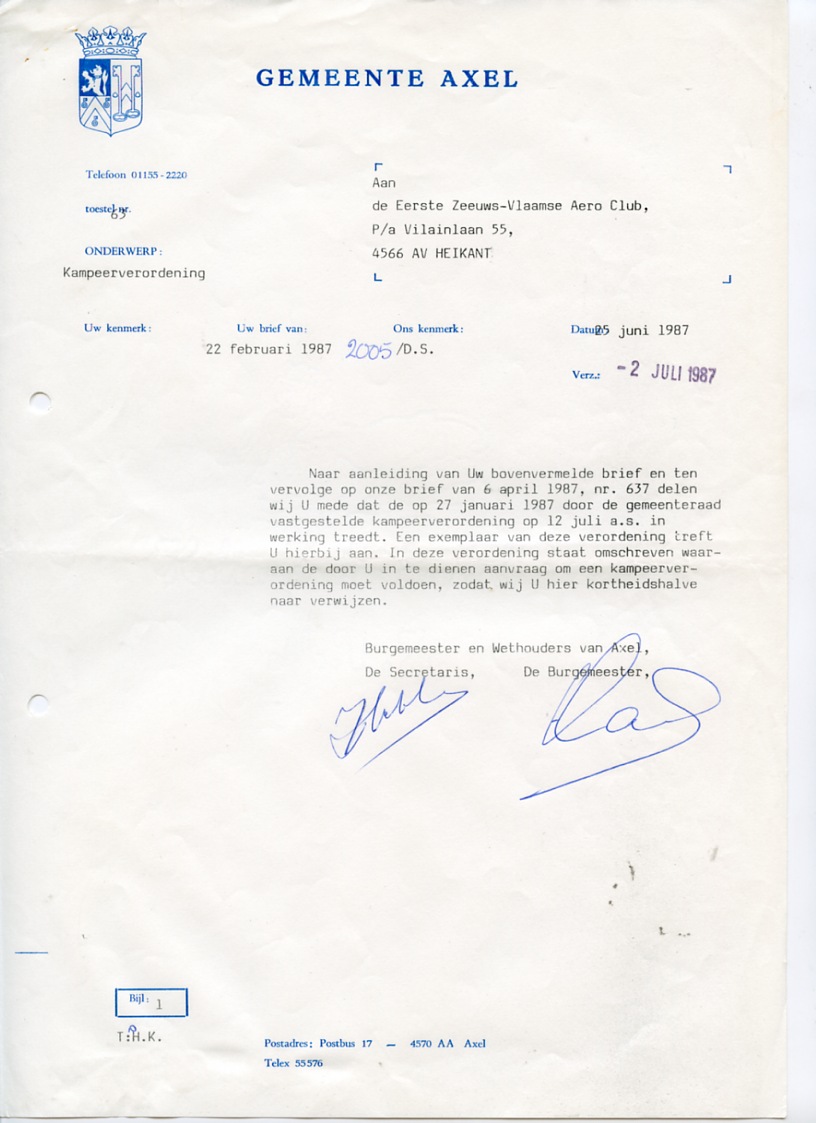 GEMEENTE AXEL
Telefoon 01155-2220
toestel nr. 63
ONDERWERP:
Kampeerverordening
Aan
de Eerste Zeeuws-Vlaamse Aero Club,
P/a Vilainlaan 55,
4566 AV HEIKANT
Uw kenmerk: Uw brief van: Ons kenmerk: Datum 25 juni 1987
22 februari 1987 2005/D.S.
Verz.: -2 JULI 1987
Naar aanleiding van Uw bovenvermelde brief en ten
vervolge op onze brief van 6 april 1987, nr. 637 delen
wij U mede dat de op 27 januari 1987 door de gemeenteraad
vastgestelde kampeerverordening op 12 juli a.s. in
werking treedt. Een exemplaar van deze verordening treft
U hierbij aan. In deze verordening staat omschreven waar-
aan de door U in te dienen aanvraag om een kampeerver-
ordening moet voldoen, zodat wij U hier kortheidshalve
naar verwijzen.
Burgemeester en Wethouders van Axel,
De Secretaris, De Burgemeester,
Bijl: 1
T:H.K.
Postadres: Postbus 17 — 4570 AA Axel
Telex 55576